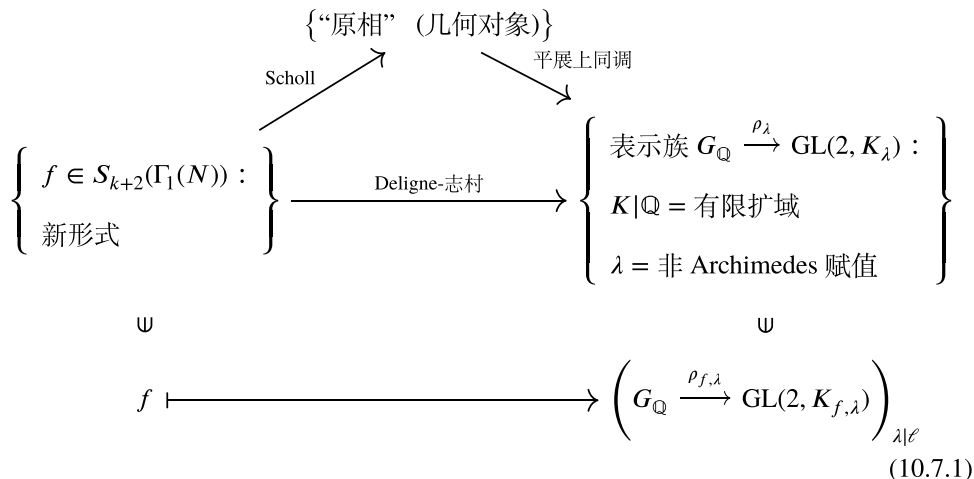 {“原相” (几何对象)}
Scholl
平展上同调
f ∈ S_{k+2}(Γ_1(N)) :
新形式
Deligne-志村
表示族 G_ℚ \xrightarrow{ρ_λ} GL(2, K_λ) :
K|ℚ = 有限扩域
λ = 非 Archimedes 赋值
f ↦ ( G_ℚ \xrightarrow{ρ_{f,λ}} GL(2, K_{f,λ}) )_{λ|ℓ}
(10.7.1)